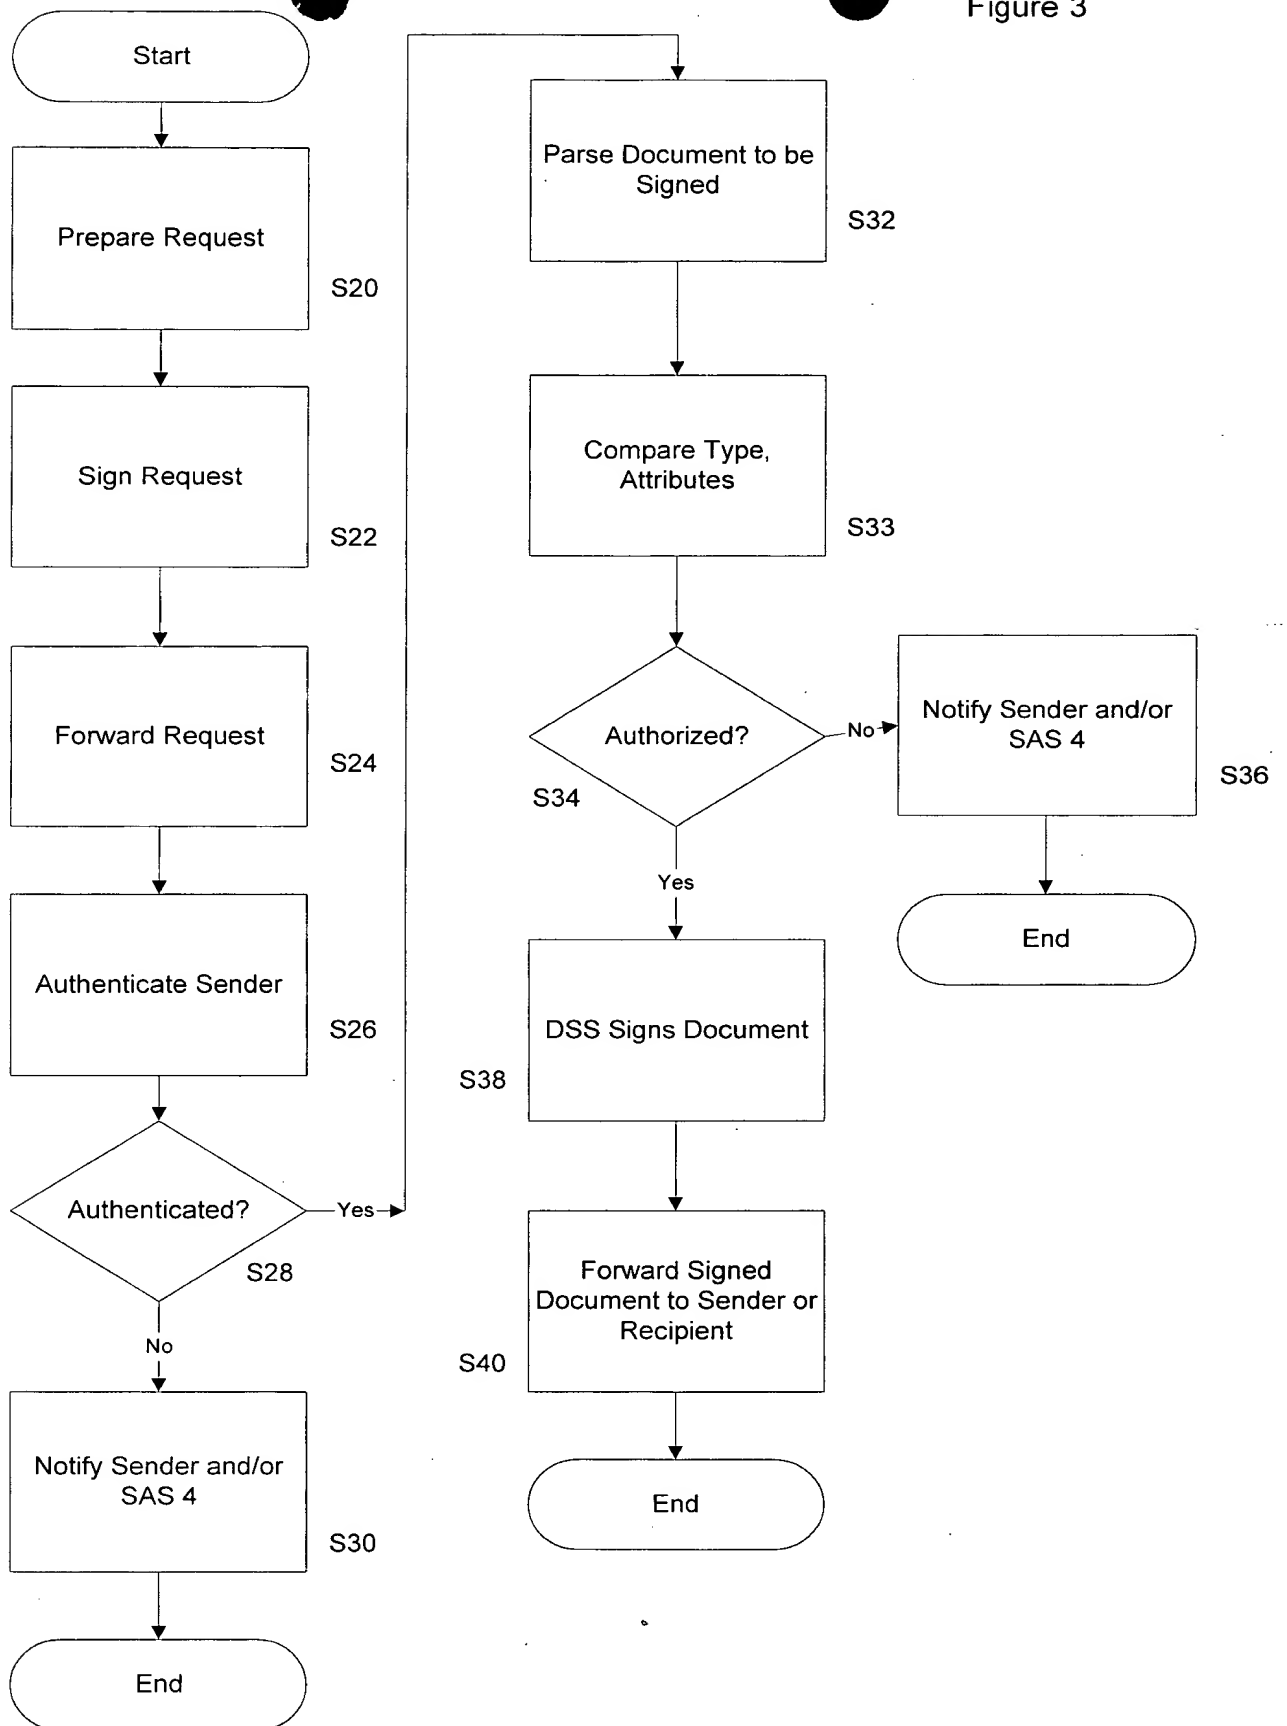 Figure 3
Start
Prepare Request
S20
Sign Request
S22
Forward Request
S24
Authenticate Sender
S26
Authenticated?
Yes
S28
No
Notify Sender and/or
SAS 4
S30
End
Parse Document to be
Signed
S32
Compare Type,
Attributes
S33
Authorized?
No
S34
Notify Sender and/or
SAS 4
S36
End
Yes
DSS Signs Document
S38
Forward Signed
Document to Sender or
Recipient
S40
End